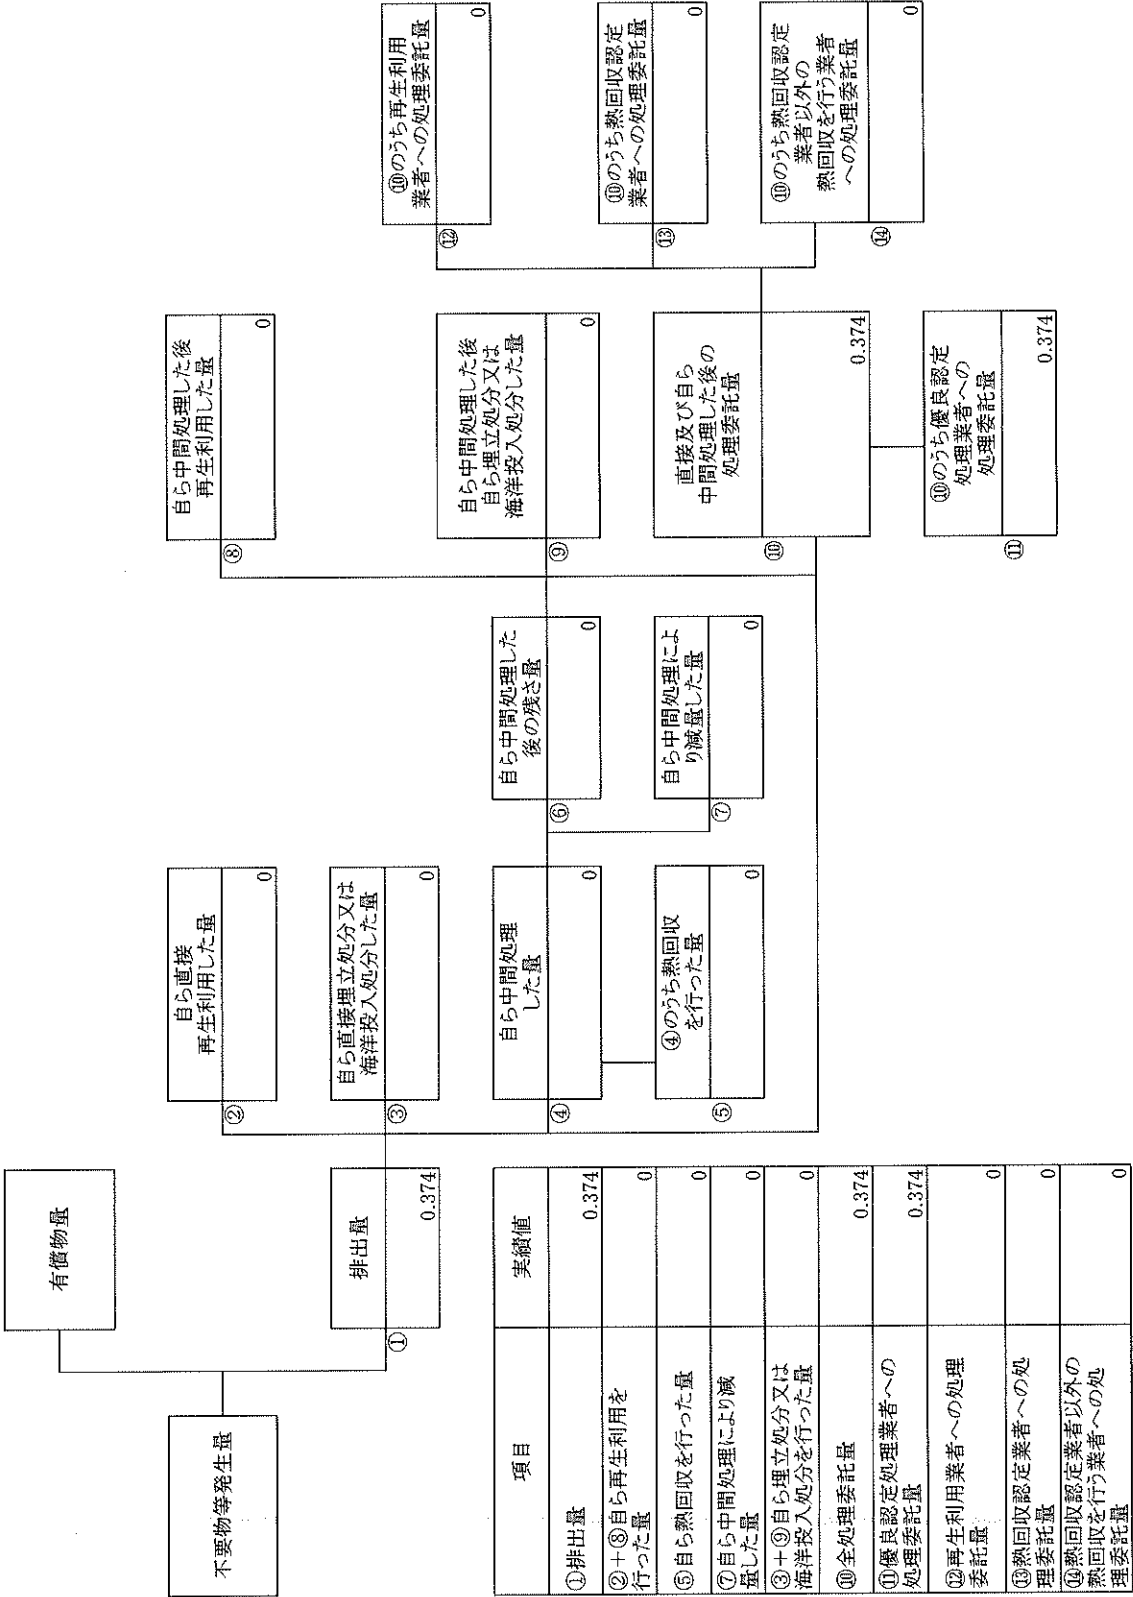 不要物等発生量
有償物量
排出量
①
0.374
自ら直接
再生利用した量
②
0
自ら直接埋立処分又は
海洋投入処分した量
③
0
自ら中間処理
した量
④
0
④のうち熱回収
を行った量
⑤
0
自ら中間処理した
後の残さ量
⑥
0
自ら中間処理によ
り減量した量
⑦
0
自ら中間処理した後
再生利用した量
⑧
0
自ら中間処理した後
自ら埋立処分又は
海洋投入処分した量
⑨
0
直接及び自ら
中間処理した後の
処理委託量
⑩
0.374
⑩のうち優良認定
処理業者への
処理委託量
⑪
0.374
⑩のうち再生利用
業者への処理委託量
⑫
0
⑩のうち熱回収認定
業者への処理委託量
⑬
0
⑩のうち熱回収認定
業者以外の
熱回収を行う業者
への処理委託量
⑭
0
項目 実績値
①排出量 0.374
②+⑧自ら再生利用を
行った量 0
⑤自ら熱回収を行った量 0
⑦自ら中間処理により減
量した量 0
③+⑨自ら埋立処分又は
海洋投入処分を行った量 0
⑩全処理委託量 0.374
⑪優良認定処理業者への
処理委託量 0.374
⑫再生利用業者への処理
委託量 0
⑬熱回収認定業者への処
理委託量 0
⑭熱回収認定業者以外の
熱回収を行う業者への処
理委託量 0